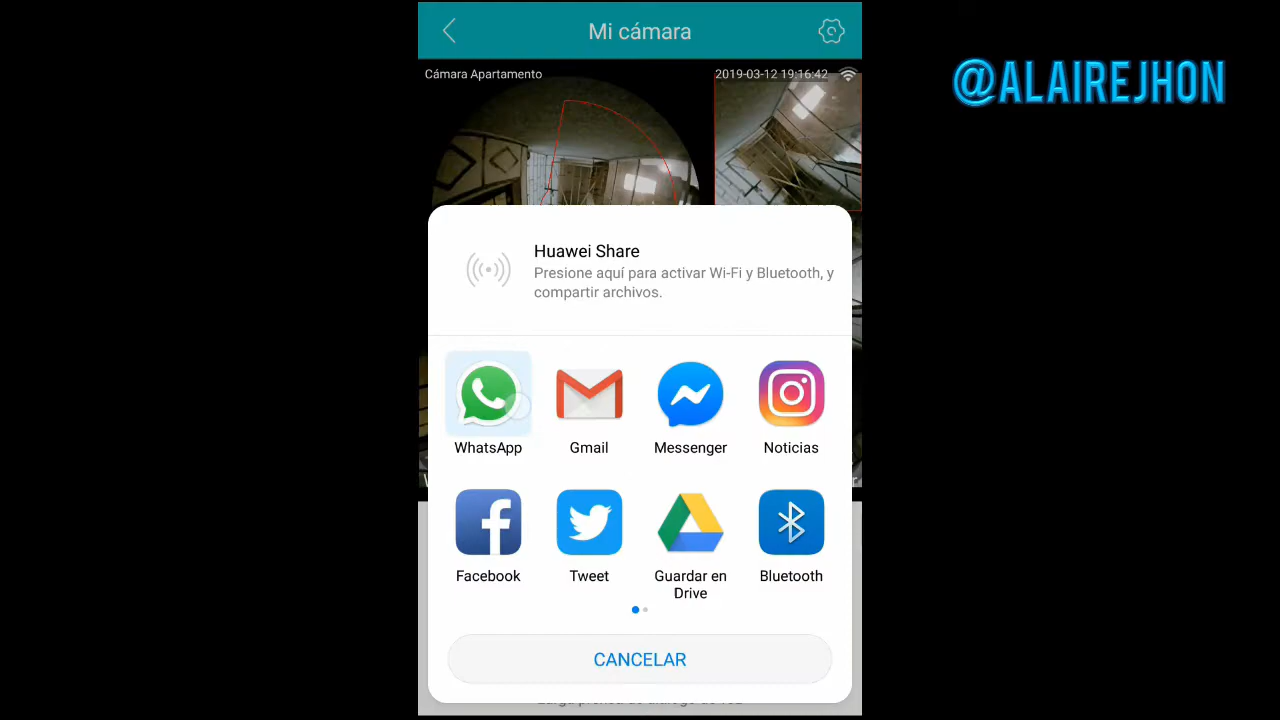 Mi cámara
@ALAIREJHON
Cámara Apartamento
2019-03-12 19:16:42
Huawei Share
Presione aquí para activar Wi-Fi y Bluetooth, y
compartir archivos.
WhatsApp
Gmail
Messenger
Noticias
Facebook
Tweet
Guardar en
Drive
Bluetooth
CANCELAR